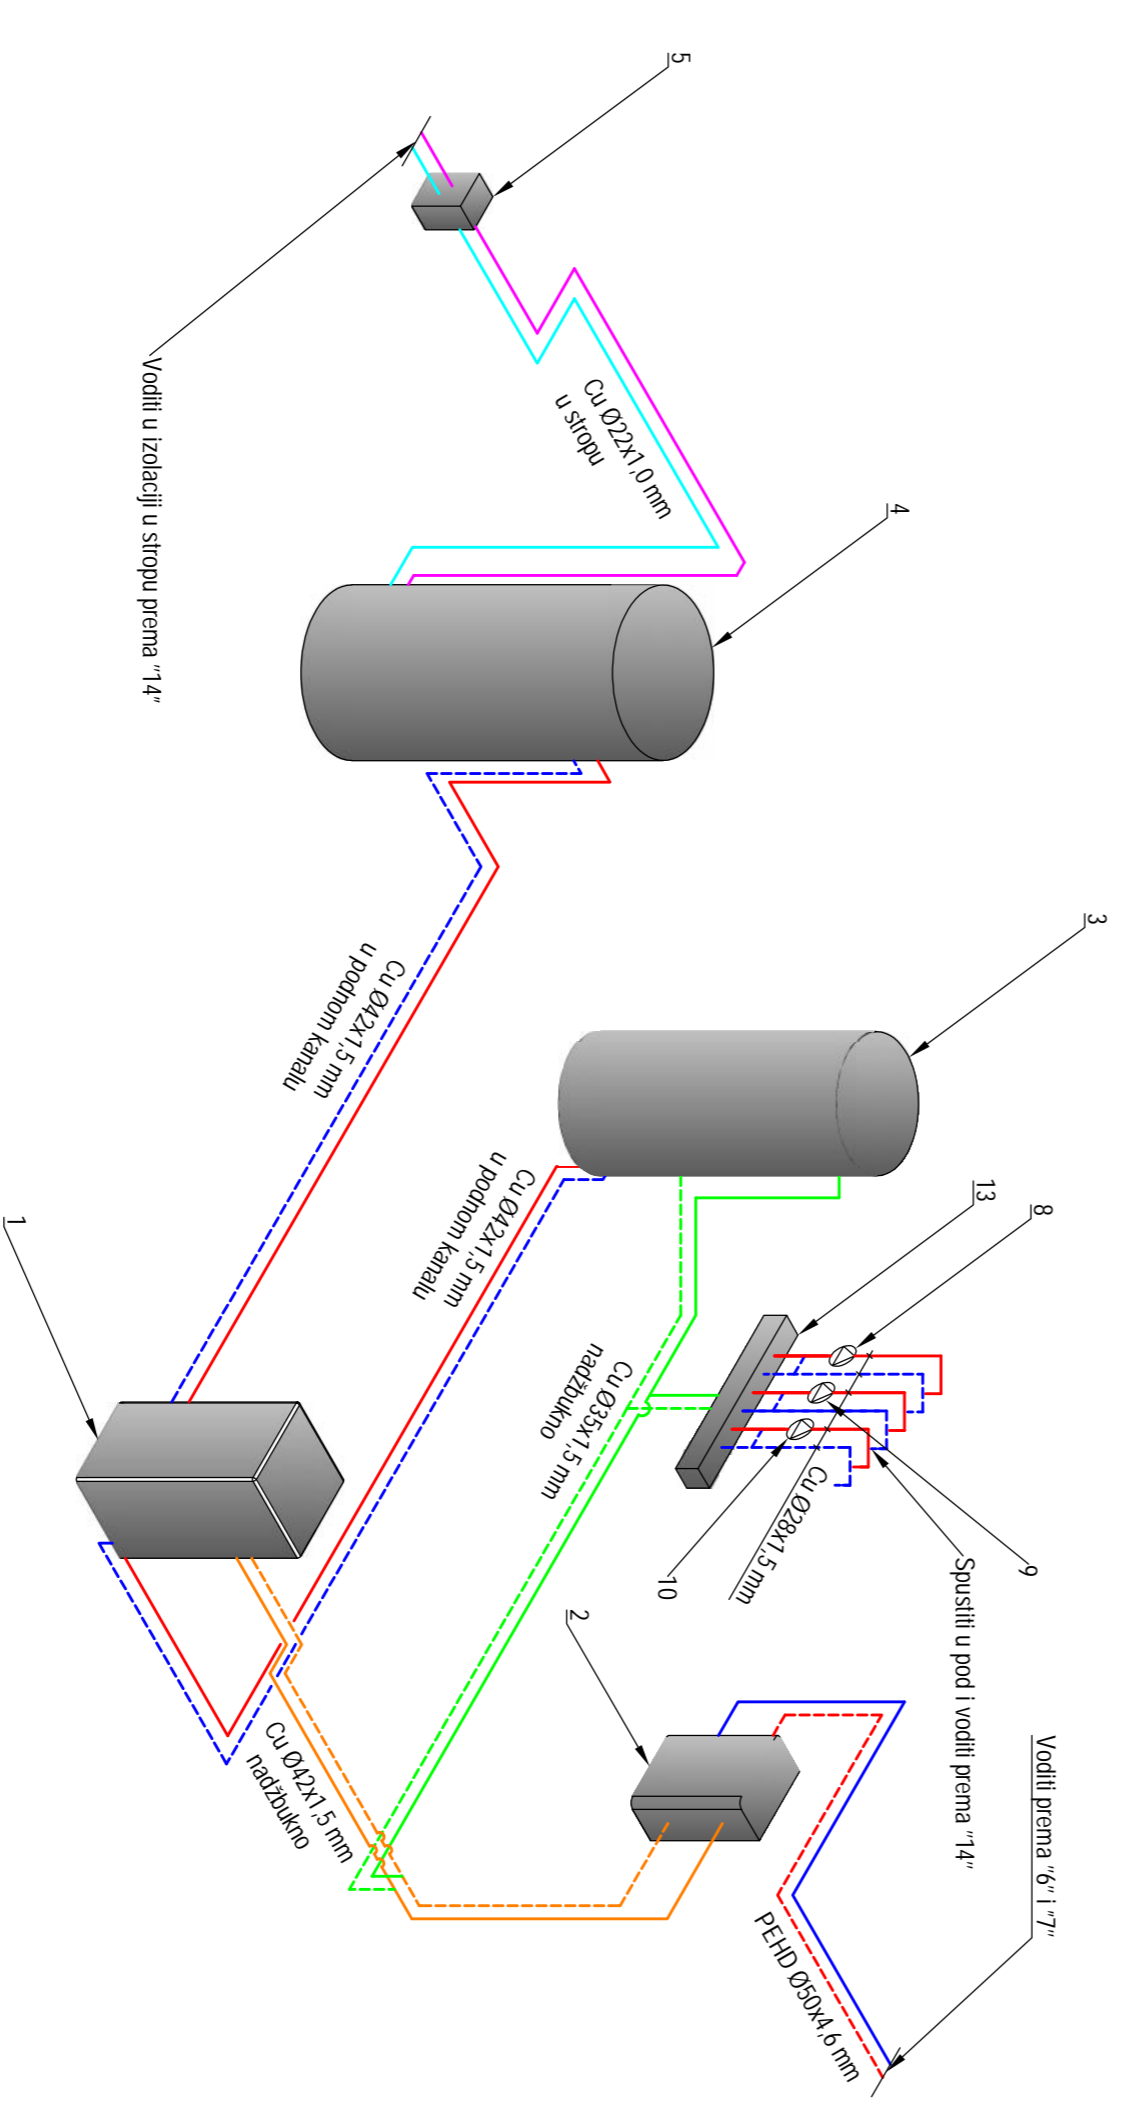 5
Voditi u izolaciji u stropu prema "14"
Cu Ø22x1,0 mm
u stropu
4
Cu Ø42x1,5 mm
u podnom kanalu
3
Cu Ø42x1,5 mm
u podnom kanalu
1
13
8
Cu Ø35x1,5 mm
nadžbukno
Cu Ø28x1,5 mm
9
10
Spustiti u pod i voditi prema "14"
2
Cu Ø42x1,5 mm
nadžbukno
Voditi prema "6" i "7"
PEHD Ø50x4,6 mm